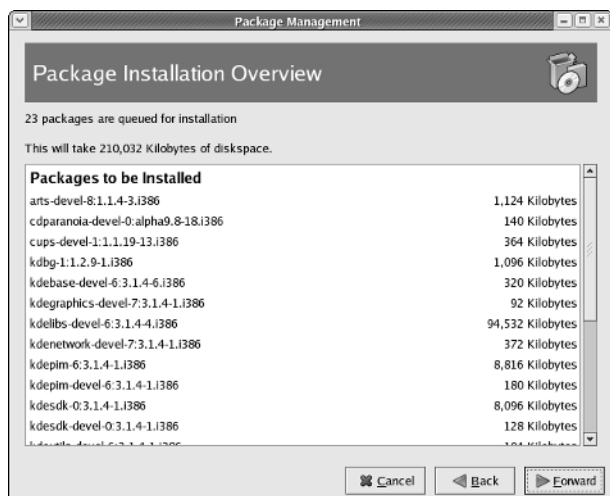 Package Management
Package Installation Overview
23 packages are queued for installation
This will take 210,032 Kilobytes of diskspace.
Packages to be Installed
arts-devel-8:1.1.4-3.i386 1,124 Kilobytes
cdparanoia-devel-0:alpha9.8-18.i386 140 Kilobytes
cups-devel-1:1.1.19-13.i386 364 Kilobytes
kdbg-1:1.2.9-1.i386 1,096 Kilobytes
kdebase-devel-6:3.1.4-6.i386 320 Kilobytes
kdegraphics-devel-7:3.1.4-1.i386 92 Kilobytes
kdelibs-devel-6:3.1.4-4.i386 94,532 Kilobytes
kdenetwork-devel-7:3.1.4-1.i386 372 Kilobytes
kdepim-6:3.1.4-1.i386 8,816 Kilobytes
kdepim-devel-6:3.1.4-1.i386 180 Kilobytes
kdesdk-0:3.1.4-1.i386 8,096 Kilobytes
kdesdk-devel-0:3.1.4-1.i386 128 Kilobytes
Cancel Back Forward